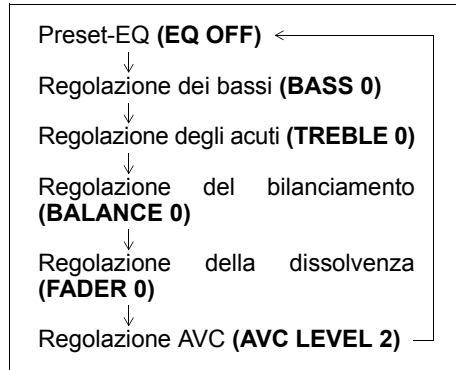 Preset-EQ (EQ OFF)
Regolazione dei bassi (BASS 0)
Regolazione degli acuti (TREBLE 0)
Regolazione del bilanciamento
(BALANCE 0)
Regolazione della dissolvenza
(FADER 0)
Regolazione AVC (AVC LEVEL 2)